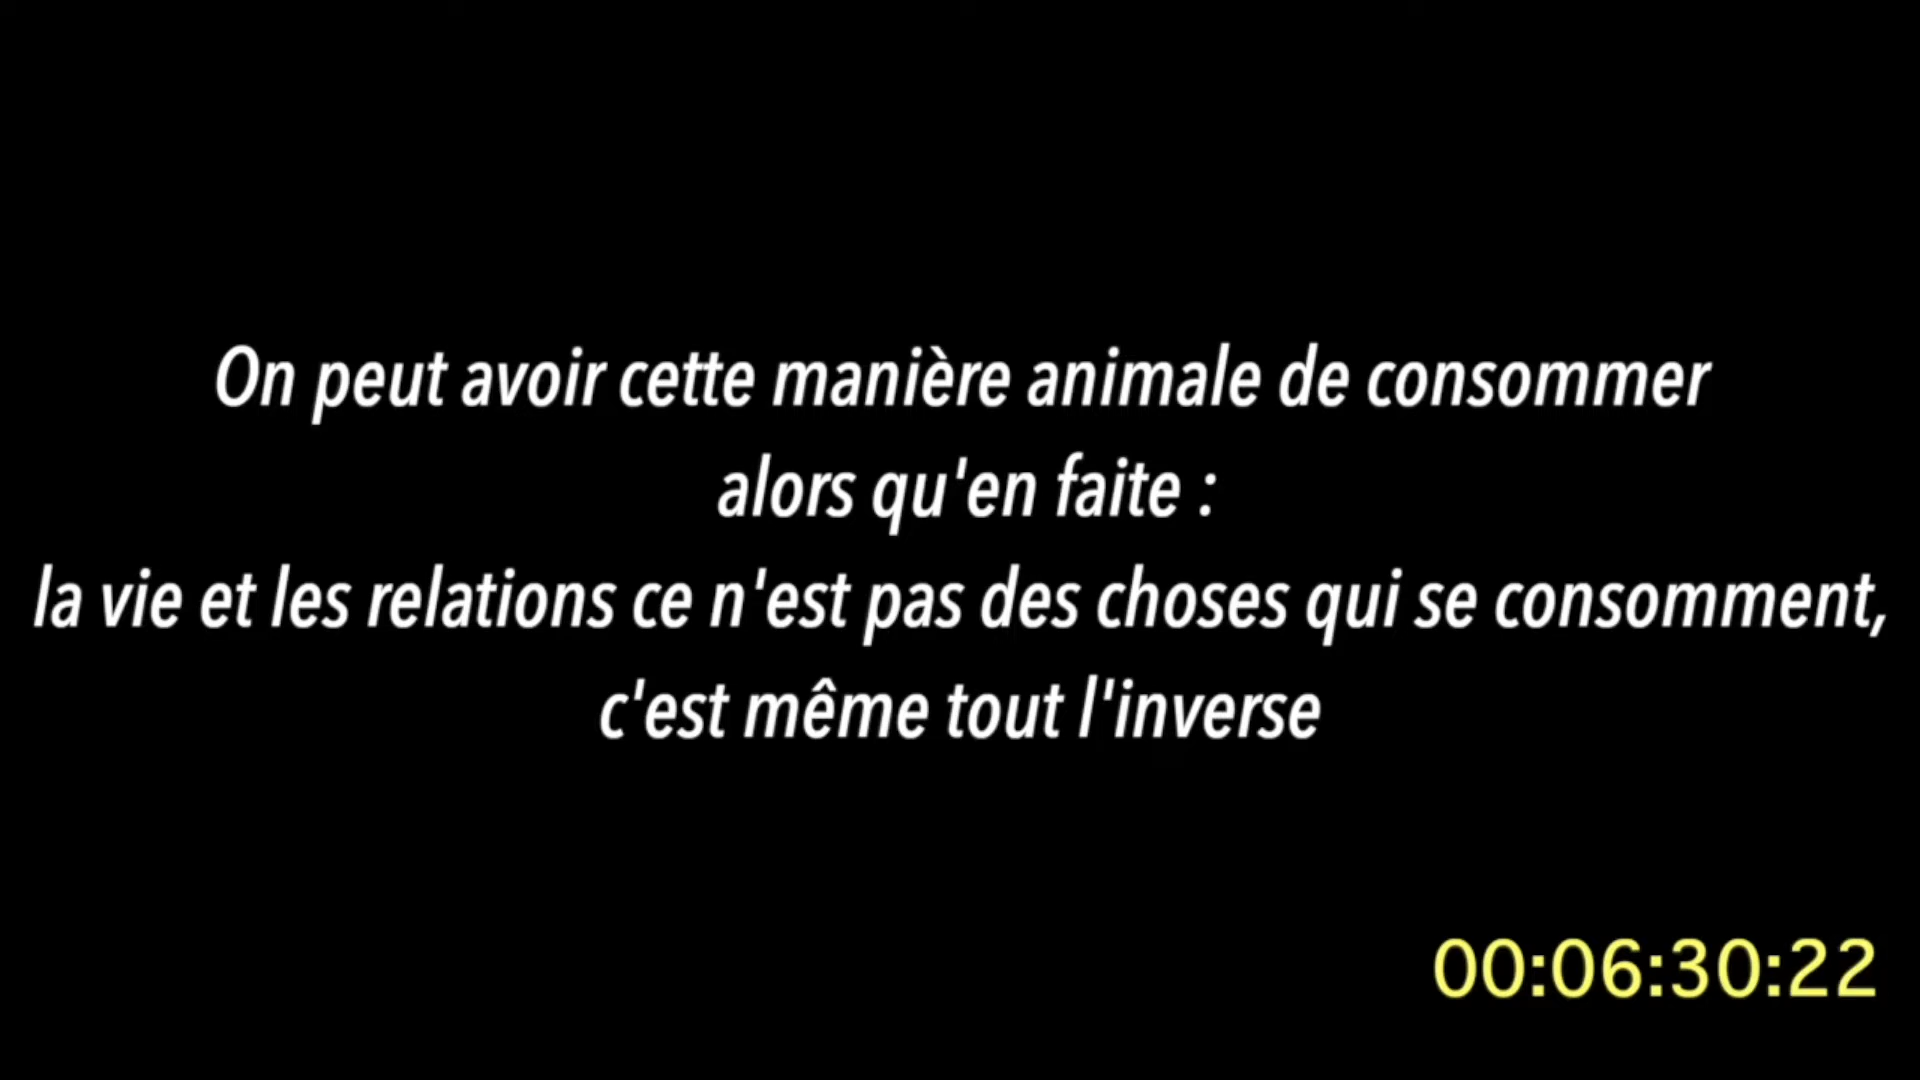 On peut avoir cette manière animale de consommer
alors qu'en faite :
la vie et les relations ce n'est pas des choses qui se consomment,
c'est même tout l'inverse
00:06:30:22